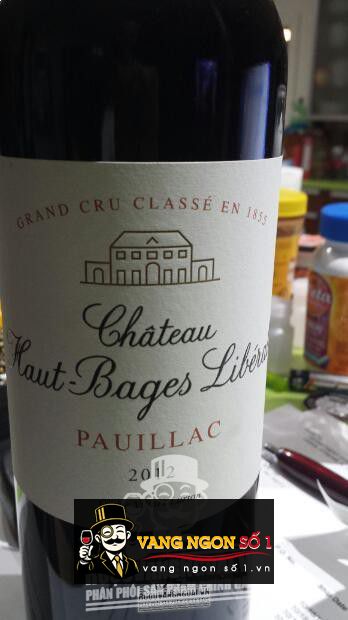 GRAND CRU CLASSÉ EN 1855
Château
Haut-Bages Libéra
PAUILLAC
2012
VANG NGON SỐ 1
vang ngon số 1.vn